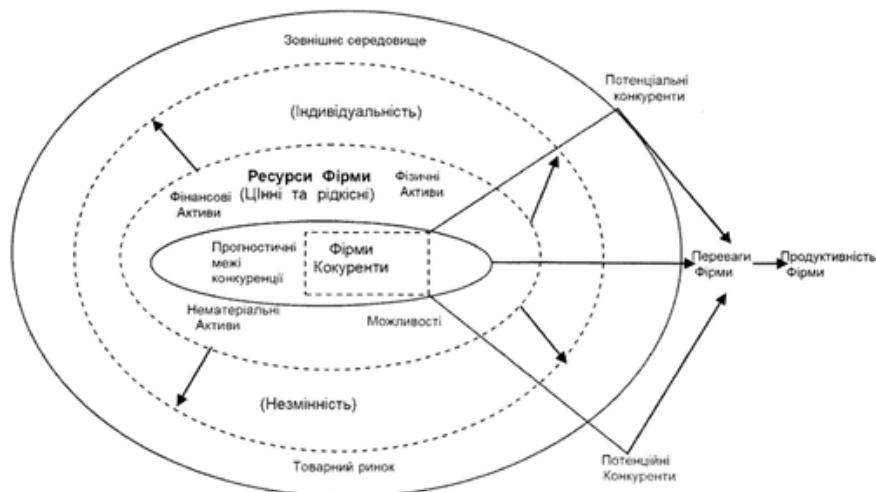 Зовнішнє середовище
Потенціальні
конкуренти
(Індивідуальність)
Ресурси Фірми
(Цінні та рідкісні)
Фізичні
Активи
Фінансові
Активи
Прогностичні
межі
конкуренції
Фірми
Кокуренти
Переваги
Фірми
Продуктивність
Фірми
Нематеріальні
Активи
Можливості
(Незмінність)
Товарний ринок
Потенційні
Конкуренти